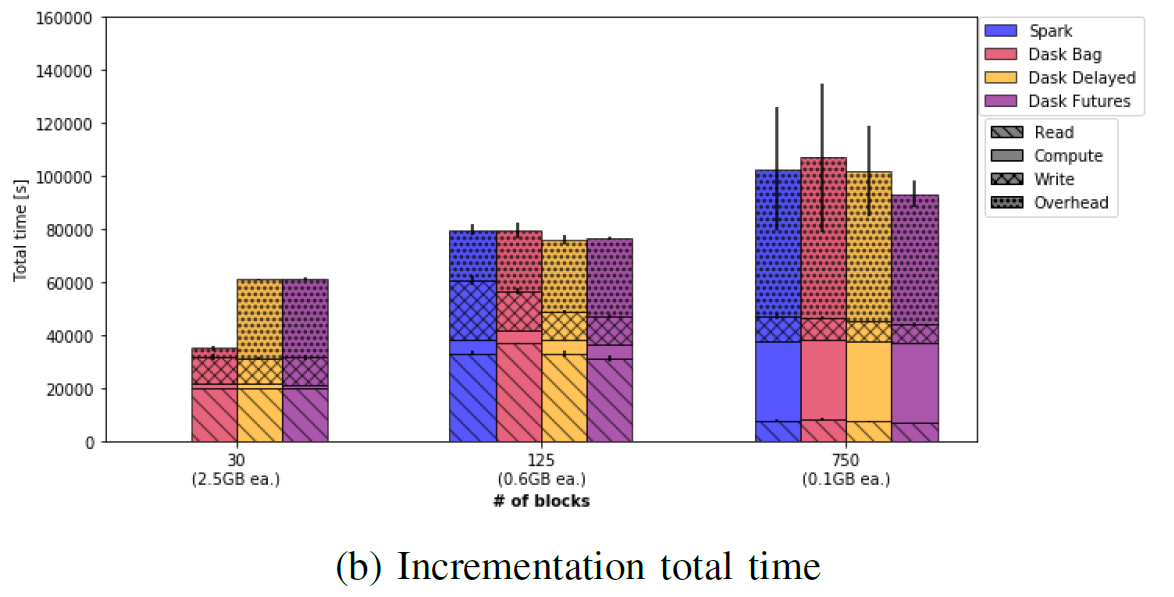 160000
140000
120000
100000
80000
60000
40000
20000
0
Total time [s]
30
(2.5GB ea.)
125
(0.6GB ea.)
750
(0.1GB ea.)
# of blocks
Spark
Dask Bag
Dask Delayed
Dask Futures
Read
Compute
Write
Overhead
(b) Incrementation total time